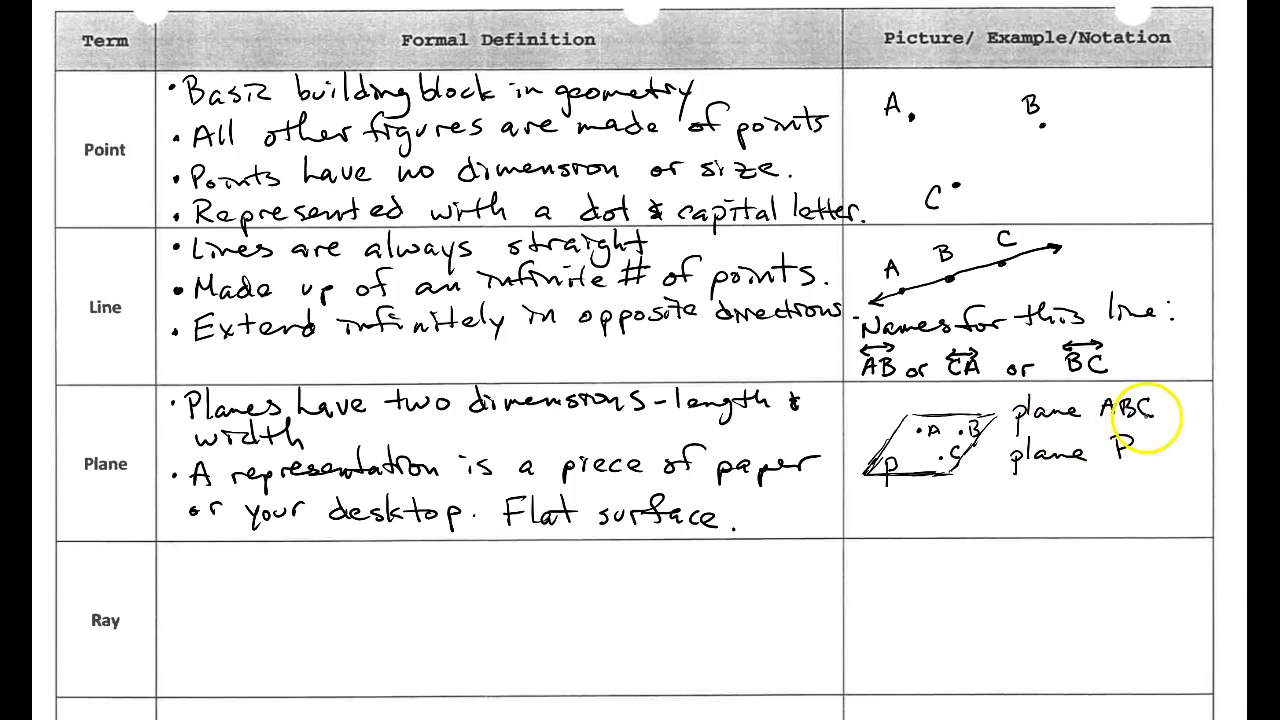 Term Formal Definition Picture/ Example/Notation
Point
• Basic building block in geometry
• All other figures are made of points
• Points have no dimension or size.
• Represented with a dot & capital letter.
A B
C
Line
• Lines are always straight
• Made up of an infinite # of points.
• Extend infinitely in opposite directions
A B C
Names for this line:
AB or CA or BC
Plane
• Planes have two dimensions - length &
width
• A representation is a piece of paper
or your desktop. Flat surface.
A B
C
P
plane ABC
plane P
Ray